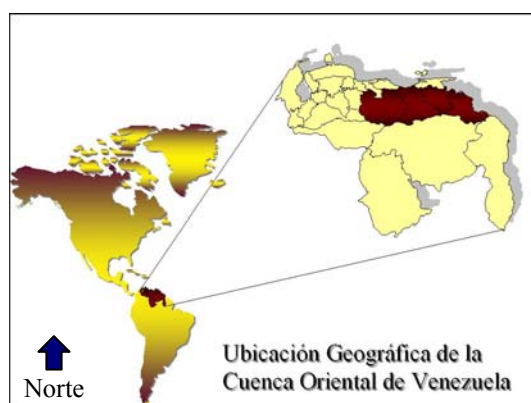 Ubicación Geográfica de la
Cuenca Oriental de Venezuela
Norte